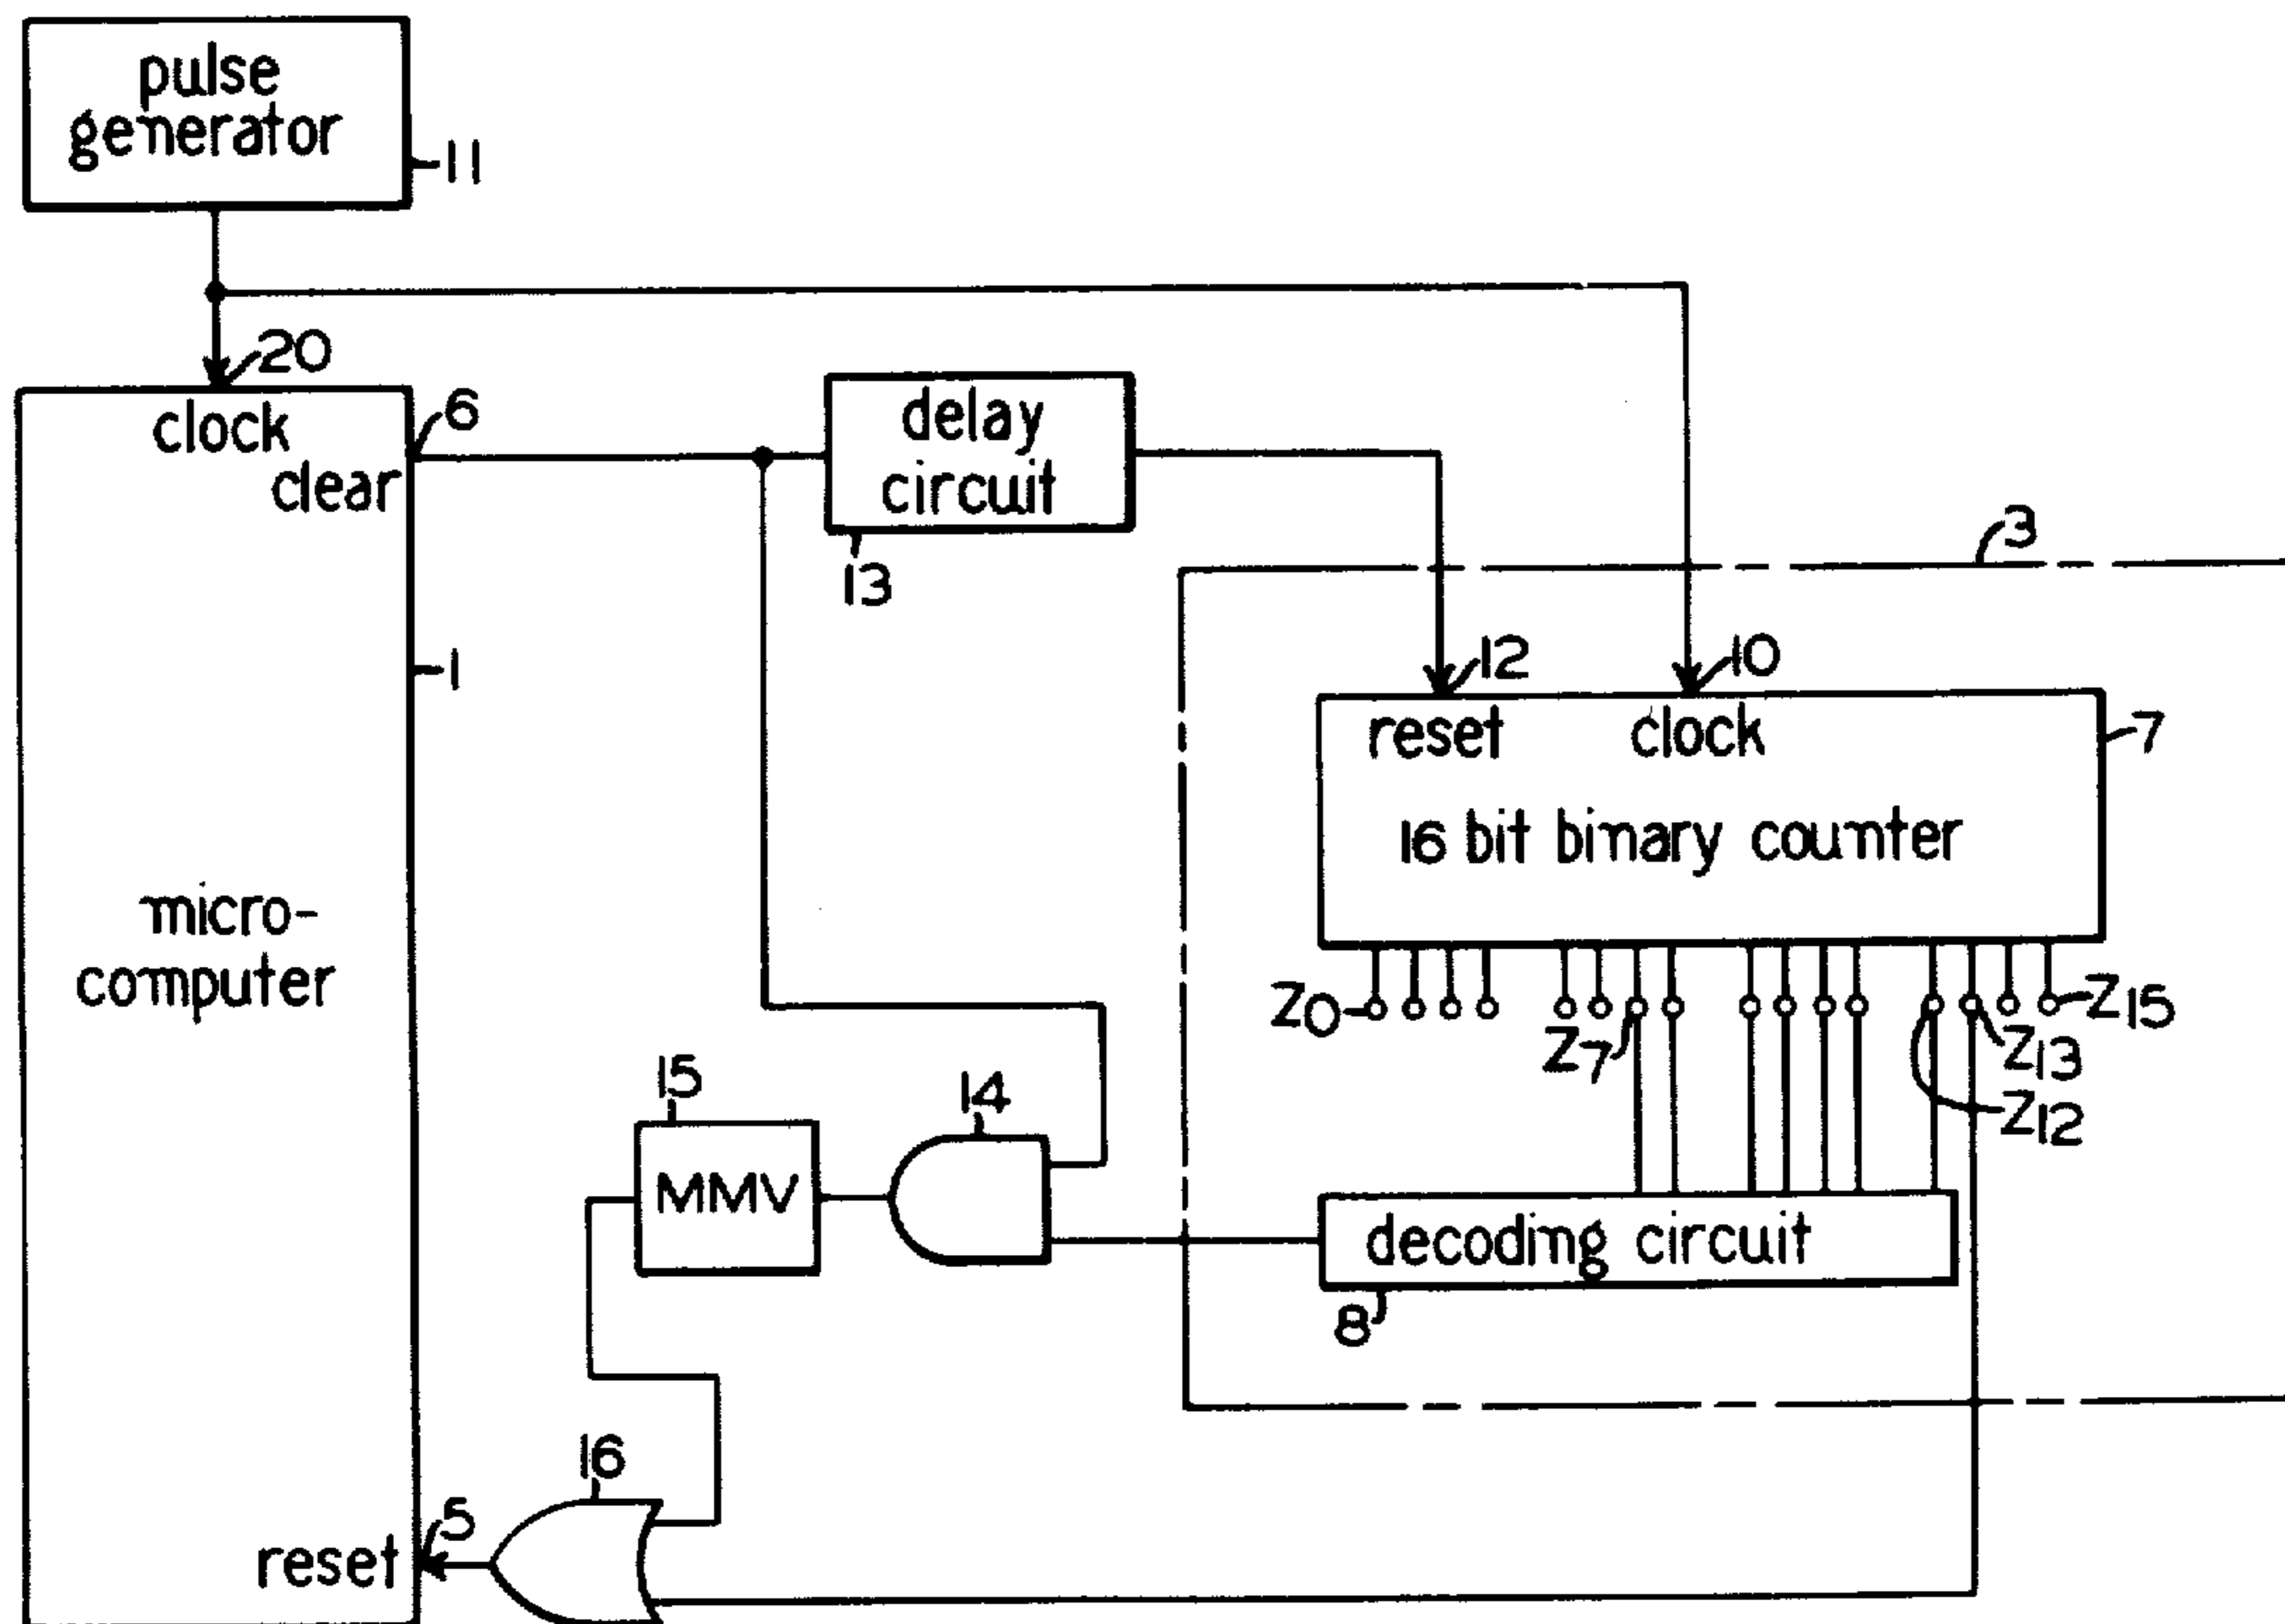 pulse
generator
11
20
clock
6
clear
delay
circuit
13
3
1
12
10
reset
clock
7
16 bit binary counter
micro-
computer
Z0
Z7
Z15
Z13
Z12
15
14
MMV
decoding circuit
8
16
5
reset